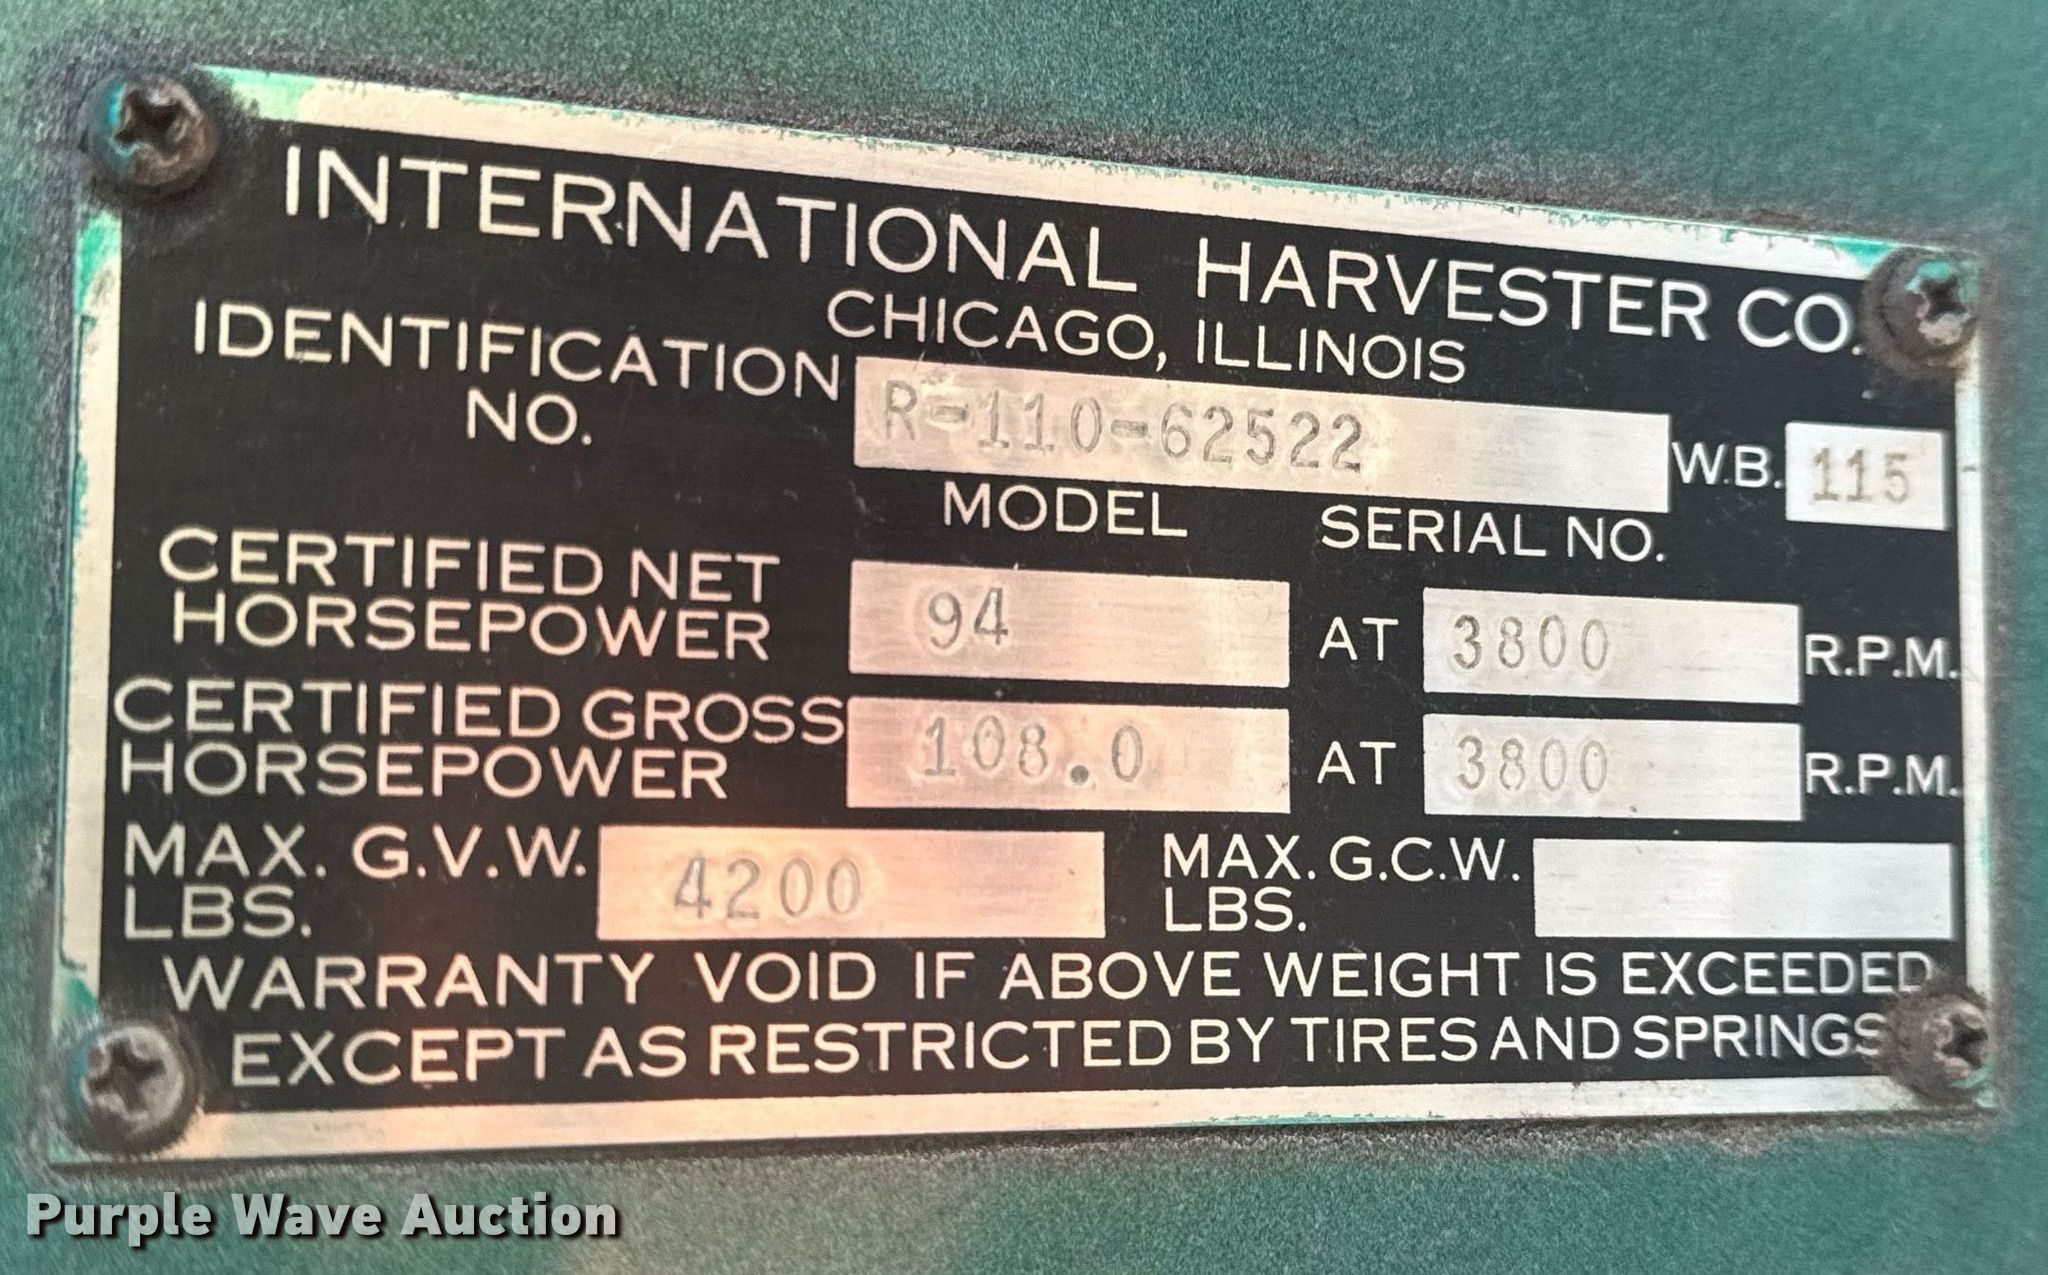 INTERNATIONAL HARVESTER CO.
CHICAGO, ILLINOIS
IDENTIFICATION NO. R-110-62522 W.B. 115
MODEL SERIAL NO.
CERTIFIED NET HORSEPOWER 94 AT 3800 R.P.M.
CERTIFIED GROSS HORSEPOWER 108.0 AT 3800 R.P.M.
MAX. G.V.W. LBS. 4200 MAX. G.C.W. LBS.
WARRANTY VOID IF ABOVE WEIGHT IS EXCEEDED
EXCEPT AS RESTRICTED BY TIRES AND SPRINGS
Purple Wave Auction